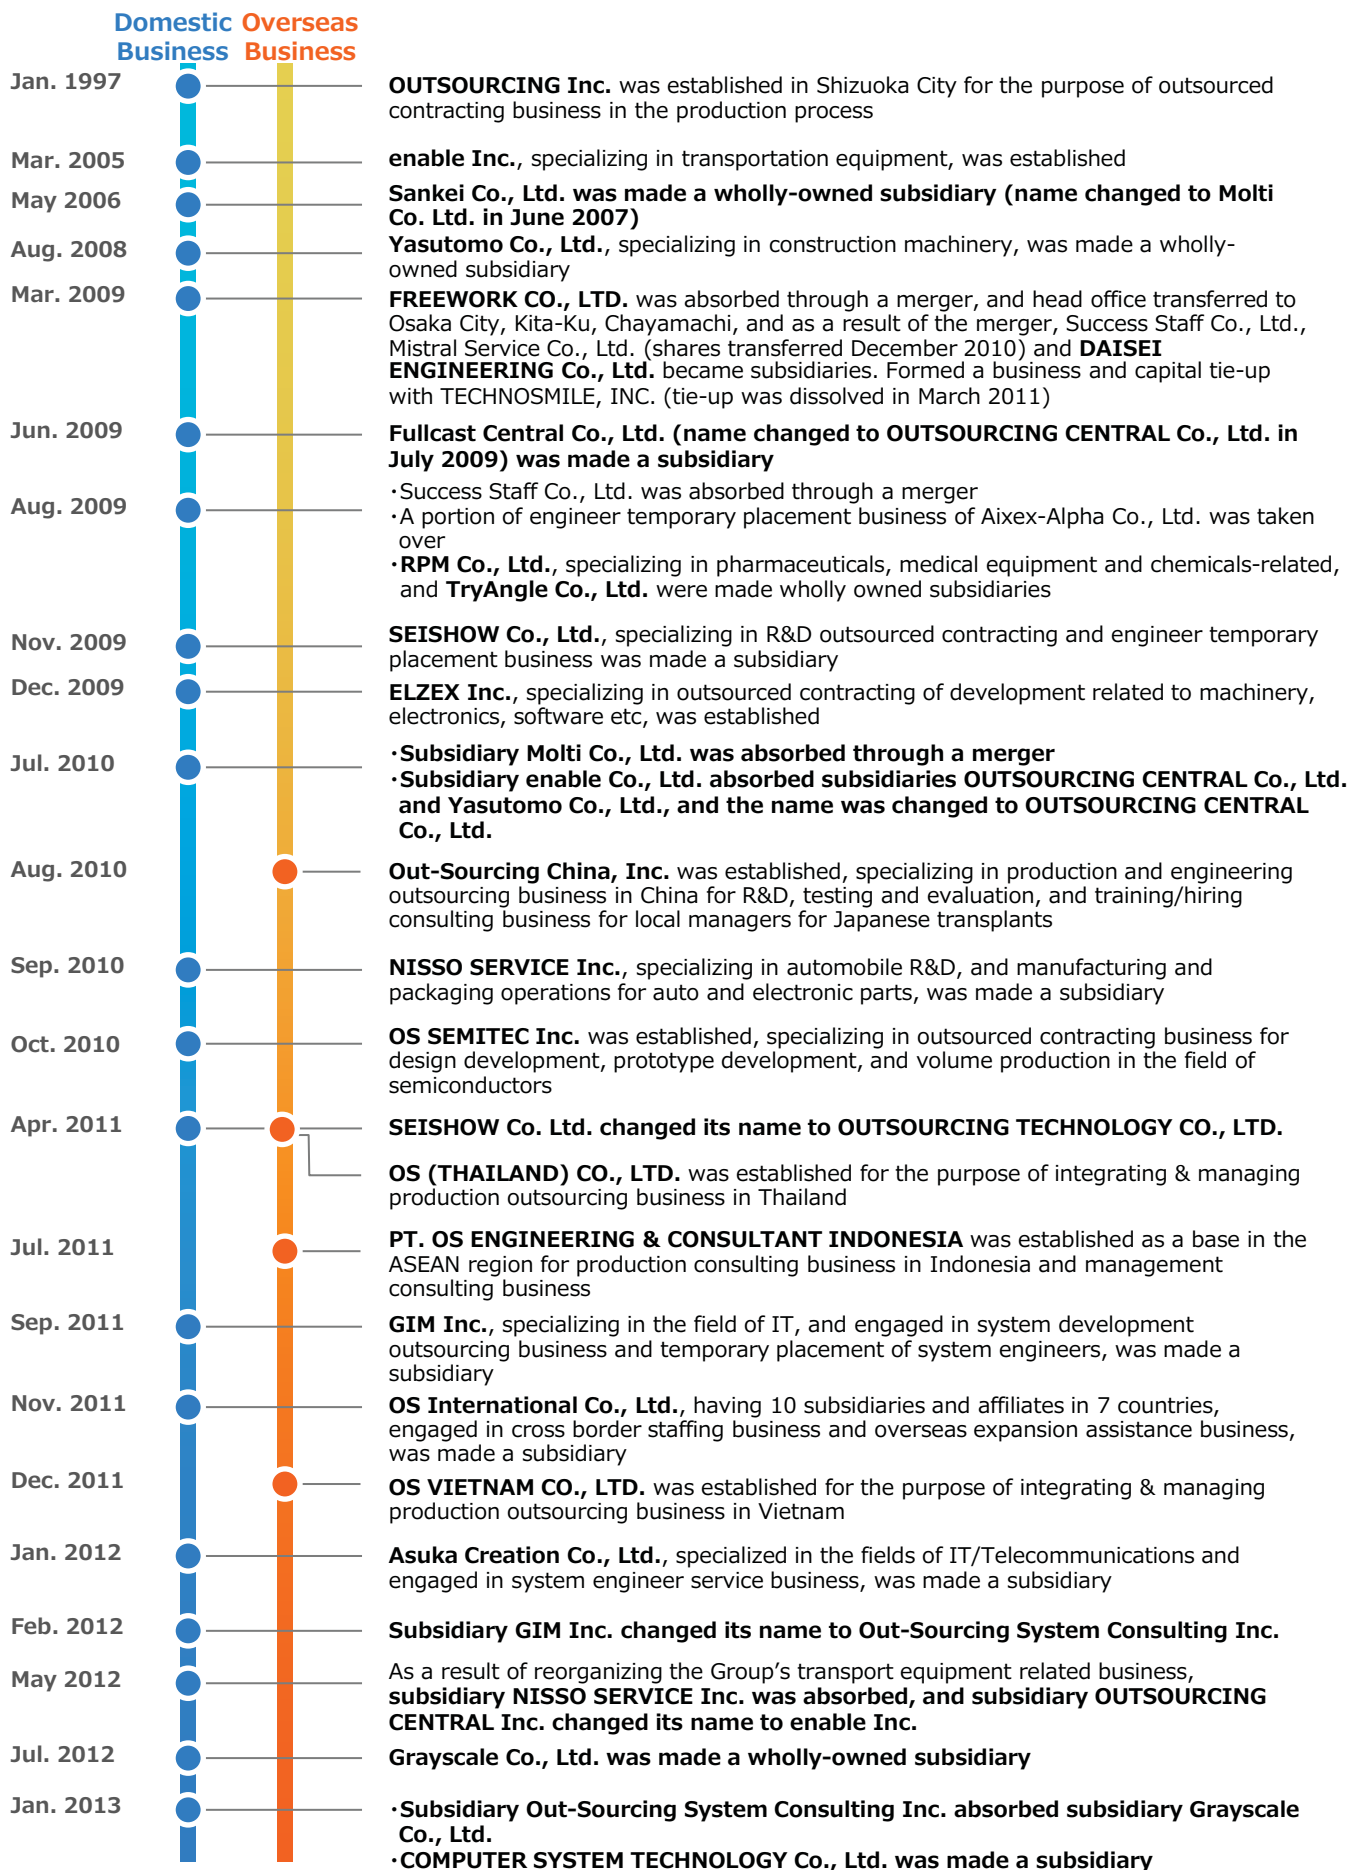 Domestic Business
Overseas Business
Jan. 1997
OUTSOURCING Inc. was established in Shizuoka City for the purpose of outsourced
contracting business in the production process
Mar. 2005
enable Inc., specializing in transportation equipment, was established
May 2006
Sankei Co., Ltd. was made a wholly-owned subsidiary (name changed to Molti
Co. Ltd. in June 2007)
Aug. 2008
Yasutomo Co., Ltd., specializing in construction machinery, was made a wholly-
owned subsidiary
Mar. 2009
FREEWORK CO., LTD. was absorbed through a merger, and head office transferred to
Osaka City, Kita-Ku, Chayamachi, and as a result of the merger, Success Staff Co., Ltd.,
Mistral Service Co., Ltd. (shares transferred December 2010) and DAISEI
ENGINEERING Co., Ltd. became subsidiaries. Formed a business and capital tie-up
with TECHNOSMILE, INC. (tie-up was dissolved in March 2011)
Jun. 2009
Fullcast Central Co., Ltd. (name changed to OUTSOURCING CENTRAL Co., Ltd. in
July 2009) was made a subsidiary
Aug. 2009
・Success Staff Co., Ltd. was absorbed through a merger
・A portion of engineer temporary placement business of Aixex-Alpha Co., Ltd. was taken
over
・RPM Co., Ltd., specializing in pharmaceuticals, medical equipment and chemicals-related,
and TryAngle Co., Ltd. were made wholly owned subsidiaries
Nov. 2009
SEISHOW Co., Ltd., specializing in R&D outsourced contracting and engineer temporary
placement business was made a subsidiary
Dec. 2009
ELZEX Inc., specializing in outsourced contracting of development related to machinery,
electronics, software etc, was established
Jul. 2010
・Subsidiary Molti Co., Ltd. was absorbed through a merger
・Subsidiary enable Co., Ltd. absorbed subsidiaries OUTSOURCING CENTRAL Co., Ltd.
and Yasutomo Co., Ltd., and the name was changed to OUTSOURCING CENTRAL
Co., Ltd.
Aug. 2010
Out-Sourcing China, Inc. was established, specializing in production and engineering
outsourcing business in China for R&D, testing and evaluation, and training/hiring
consulting business for local managers for Japanese transplants
Sep. 2010
NISSO SERVICE Inc., specializing in automobile R&D, and manufacturing and
packaging operations for auto and electronic parts, was made a subsidiary
Oct. 2010
OS SEMITEC Inc. was established, specializing in outsourced contracting business for
design development, prototype development, and volume production in the field of
semiconductors
Apr. 2011
SEISHOW Co. Ltd. changed its name to OUTSOURCING TECHNOLOGY CO., LTD.
OS (THAILAND) CO., LTD. was established for the purpose of integrating & managing
production outsourcing business in Thailand
Jul. 2011
PT. OS ENGINEERING & CONSULTANT INDONESIA was established as a base in the
ASEAN region for production consulting business in Indonesia and management
consulting business
Sep. 2011
GIM Inc., specializing in the field of IT, and engaged in system development
outsourcing business and temporary placement of system engineers, was made a
subsidiary
Nov. 2011
OS International Co., Ltd., having 10 subsidiaries and affiliates in 7 countries,
engaged in cross border staffing business and overseas expansion assistance business,
was made a subsidiary
Dec. 2011
OS VIETNAM CO., LTD. was established for the purpose of integrating & managing
production outsourcing business in Vietnam
Jan. 2012
Asuka Creation Co., Ltd., specialized in the fields of IT/Telecommunications and
engaged in system engineer service business, was made a subsidiary
Feb. 2012
Subsidiary GIM Inc. changed its name to Out-Sourcing System Consulting Inc.
May 2012
As a result of reorganizing the Group’s transport equipment related business,
subsidiary NISSO SERVICE Inc. was absorbed, and subsidiary OUTSOURCING
CENTRAL Inc. changed its name to enable Inc.
Jul. 2012
Grayscale Co., Ltd. was made a wholly-owned subsidiary
Jan. 2013
・Subsidiary Out-Sourcing System Consulting Inc. absorbed subsidiary Grayscale
Co., Ltd.
・COMPUTER SYSTEM TECHNOLOGY Co., Ltd. was made a subsidiary